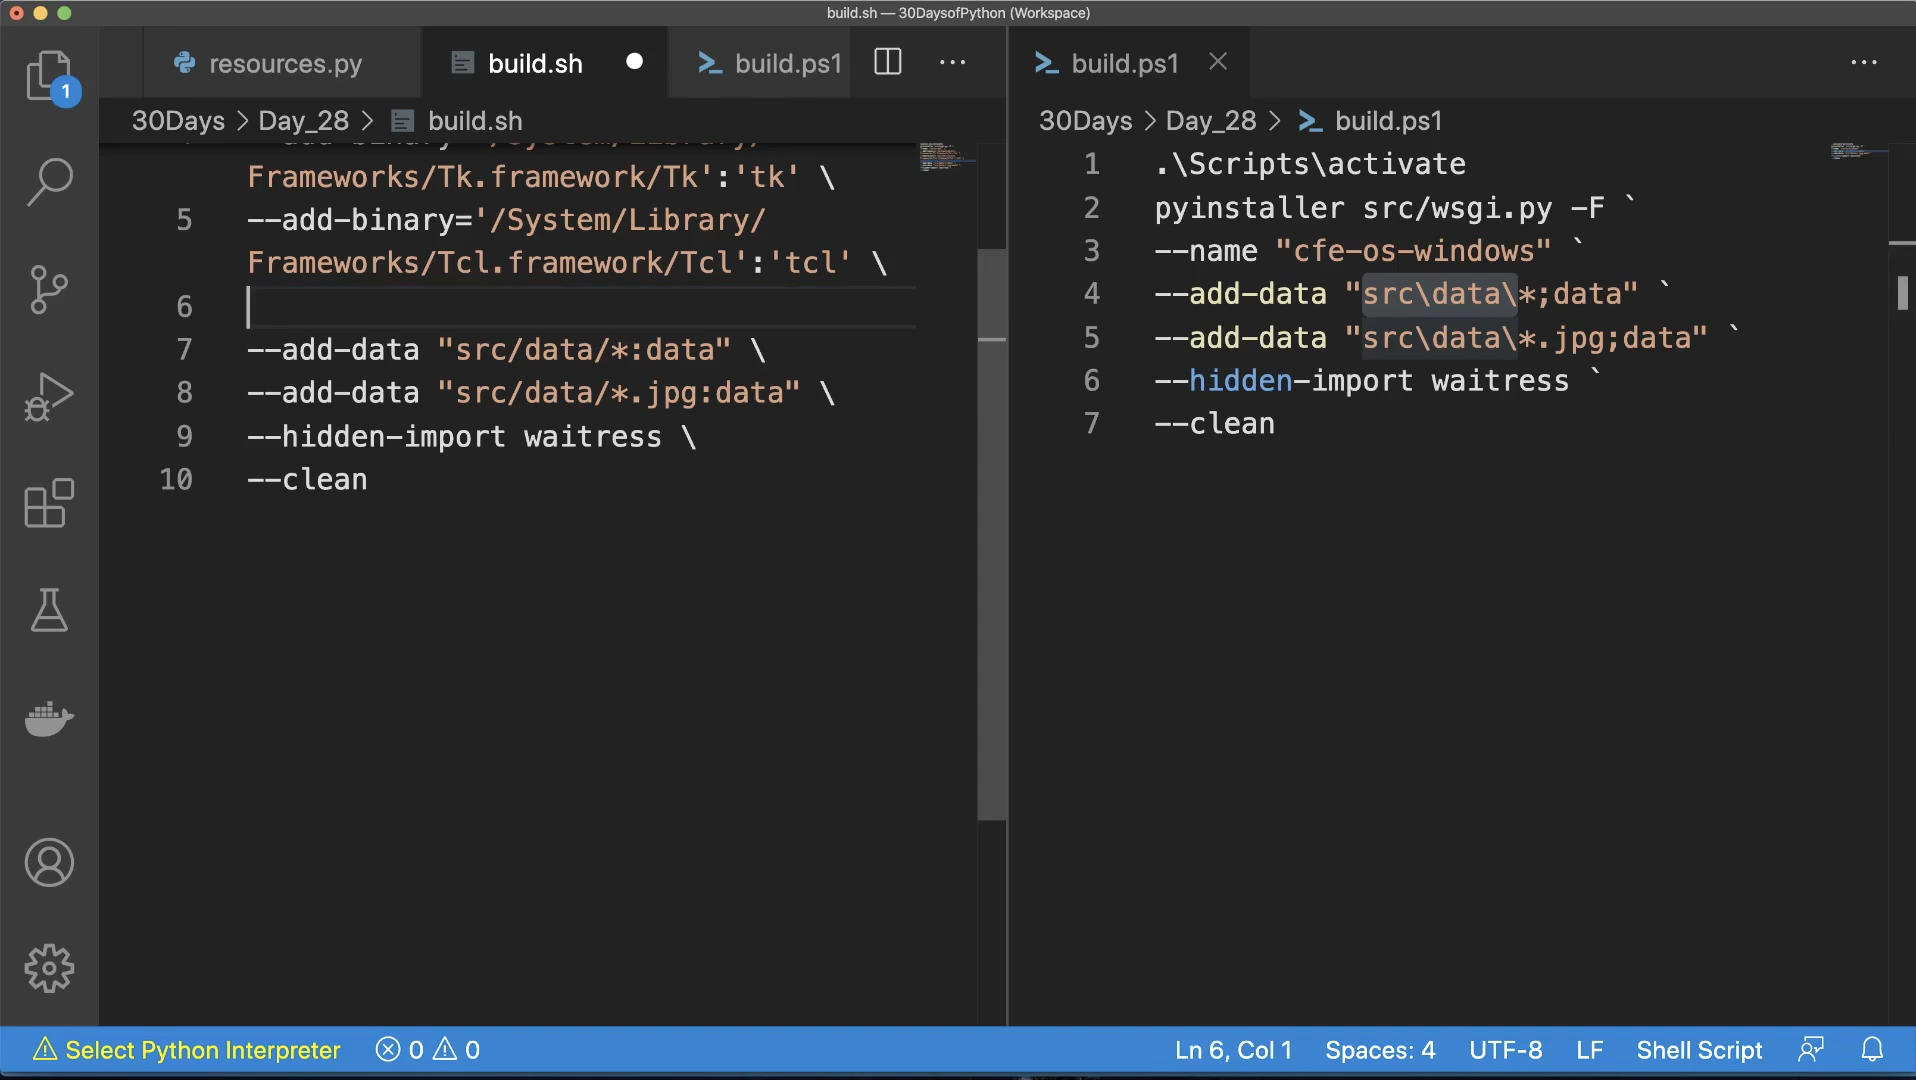 build.sh — 30DaysofPython (Workspace)
resources.py
build.sh
build.ps1
build.ps1
1
30Days > Day_28 > build.sh
Frameworks/Tk.framework/Tk':'tk' \
5 --add-binary='/System/Library/
Frameworks/Tcl.framework/Tcl':'tcl' \
6
7 --add-data "src/data/*:data" \
8 --add-data "src/data/*.jpg:data" \
9 --hidden-import waitress \
10 --clean
30Days > Day_28 > build.ps1
1 .\Scripts\activate
2 pyinstaller src/wsgi.py -F `
3 --name "cfe-os-windows" `
4 --add-data "src\data\*;data" `
5 --add-data "src\data\*.jpg;data" `
6 --hidden-import waitress `
7 --clean
Select Python Interpreter
0
0
Ln 6, Col 1
Spaces: 4
UTF-8
LF
Shell Script